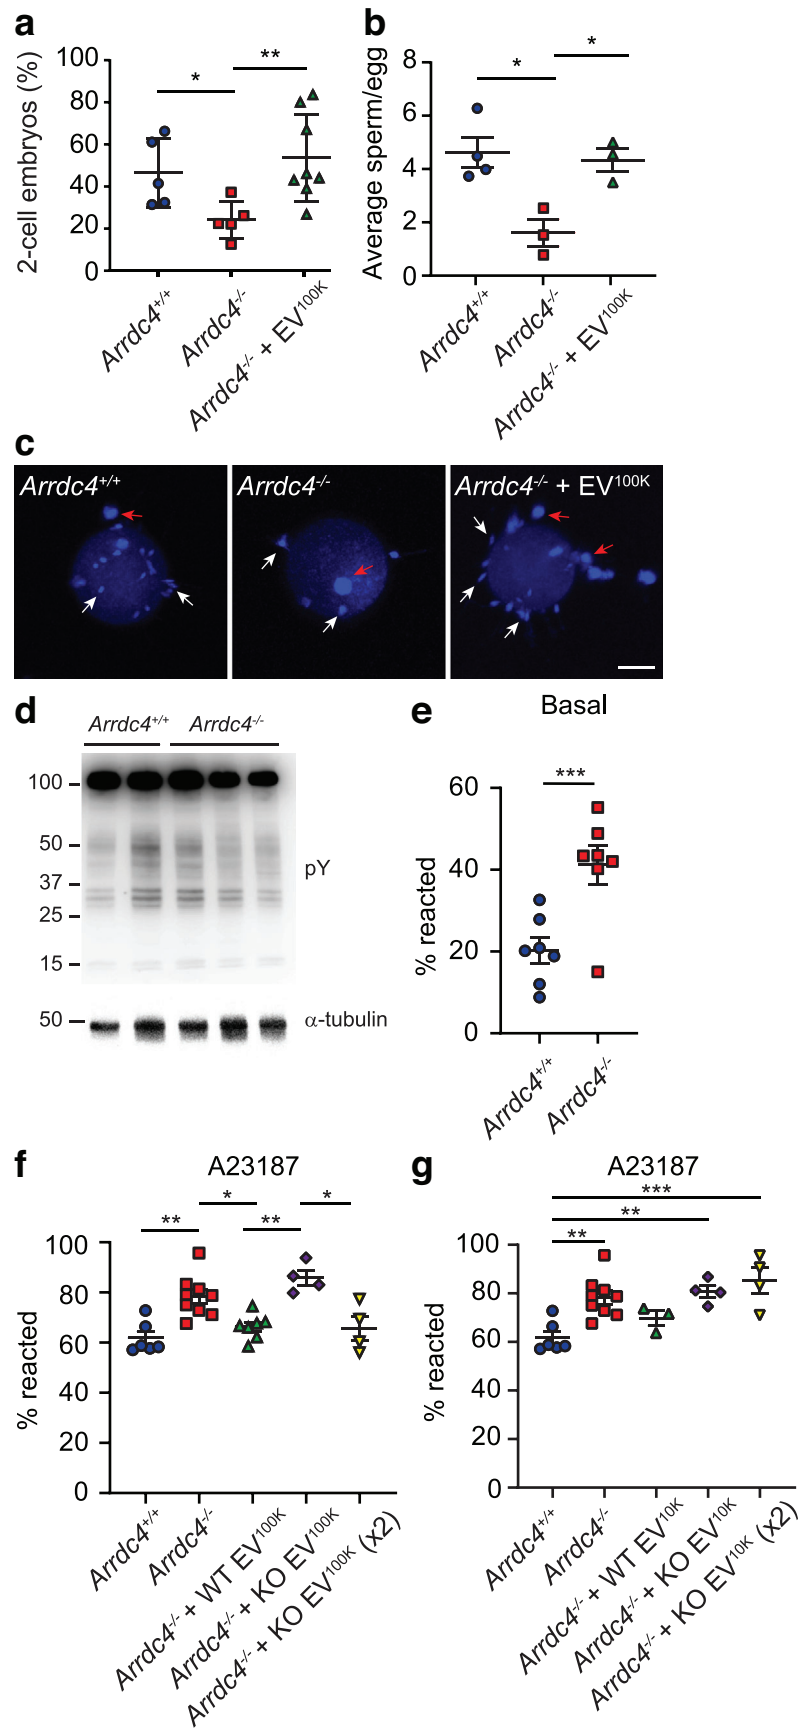 a
2-cell embryos (%)
100
80
60
40
20
0
*
**
Arrdc4+/+
Arrdc4-/-
Arrdc4-/- + EV100K
b
Average sperm/egg
8
6
4
2
0
*
*
Arrdc4+/+
Arrdc4-/-
Arrdc4-/- + EV100K
c
Arrdc4+/+
Arrdc4-/-
Arrdc4-/- + EV100K
d
Arrdc4+/+
Arrdc4-/-
100
50
37
25
15
pY
50
α-tubulin
e
Basal
% reacted
60
40
20
0
***
Arrdc4+/+
Arrdc4-/-
f
A23187
% reacted
100
80
60
40
20
0
**
*
**
*
Arrdc4+/+
Arrdc4-/-
Arrdc4-/- + WT EV100K
Arrdc4-/- + KO EV100K
Arrdc4-/- + KO EV100K (x2)
g
A23187
% reacted
100
80
60
40
20
0
***
**
**
Arrdc4+/+
Arrdc4-/-
Arrdc4-/- + WT EV10K
Arrdc4-/- + KO EV10K
Arrdc4-/- + KO EV10K (x2)